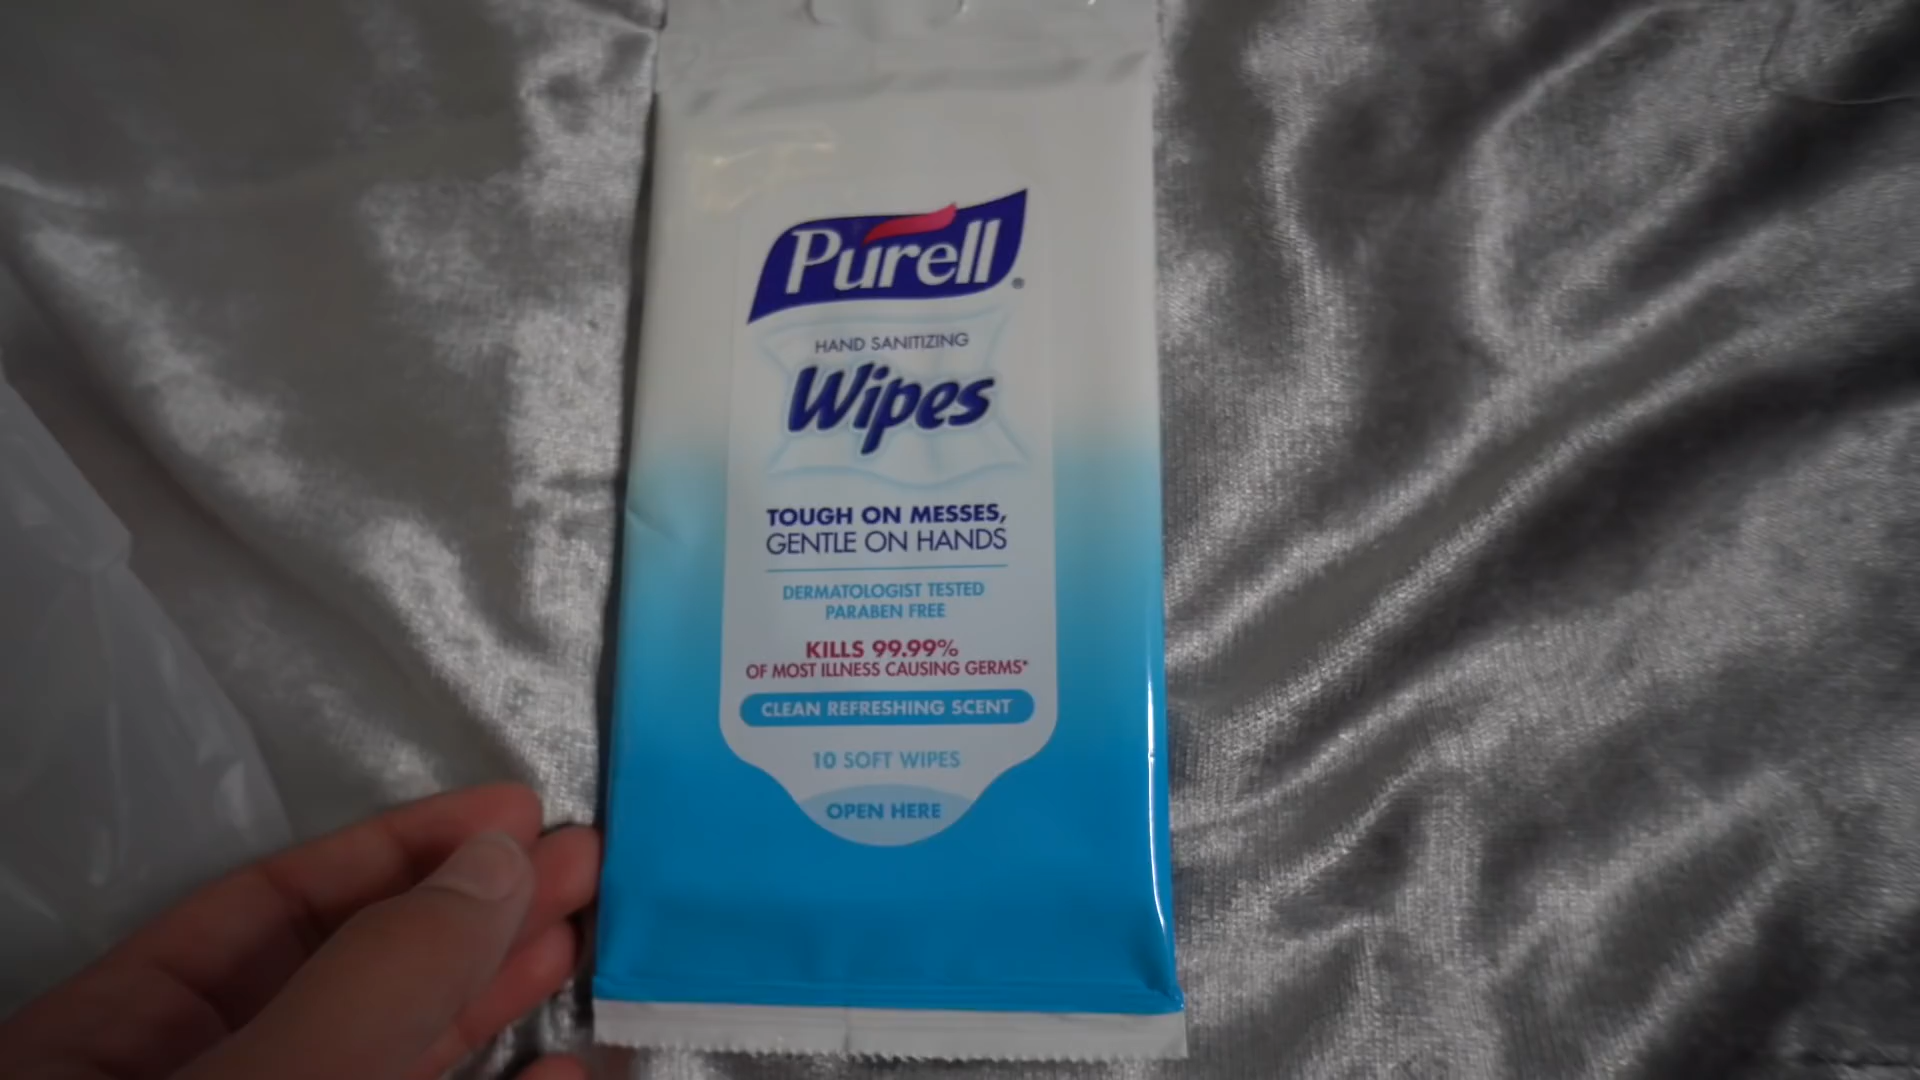 Purell®
HAND SANITIZING
Wipes
TOUGH ON MESSES,
GENTLE ON HANDS
DERMATOLOGIST TESTED
PARABEN FREE
KILLS 99.99%
OF MOST ILLNESS CAUSING GERMS*
CLEAN REFRESHING SCENT
10 SOFT WIPES
OPEN HERE